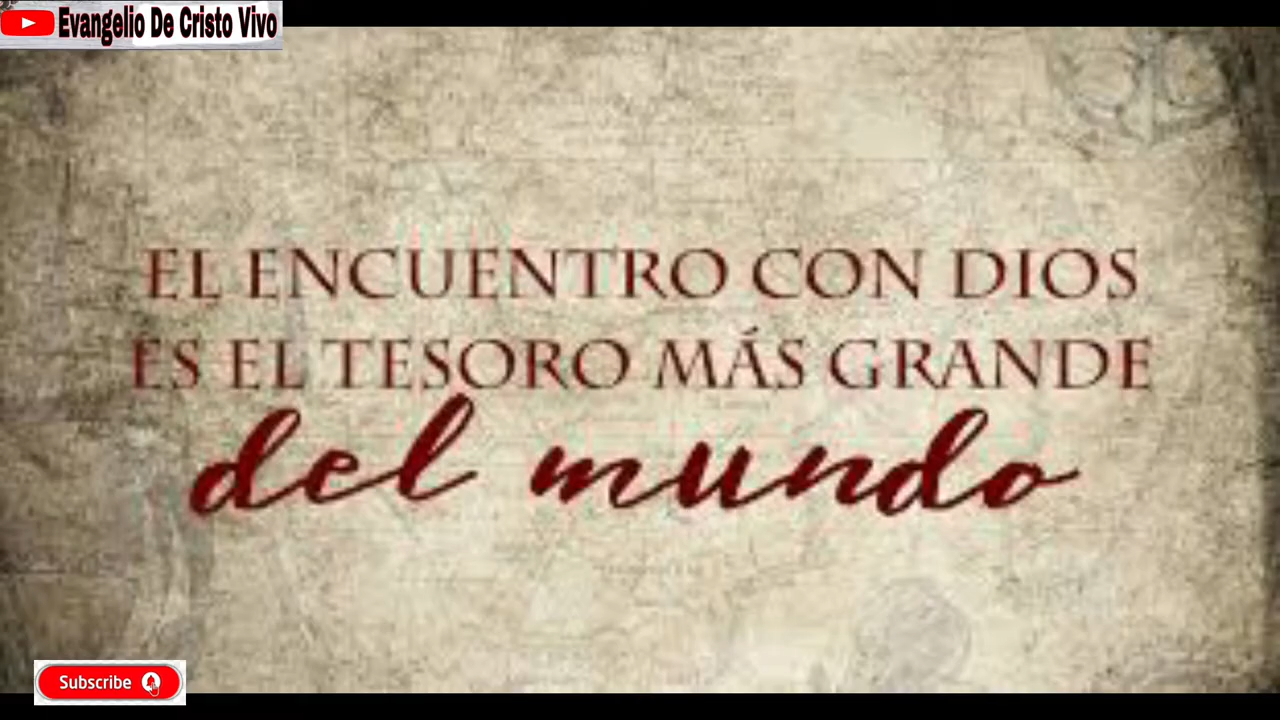 Evangelio De Cristo Vivo
EL ENCUENTRO CON DIOS
ES EL TESORO MÁS GRANDE
del mundo
Subscribe